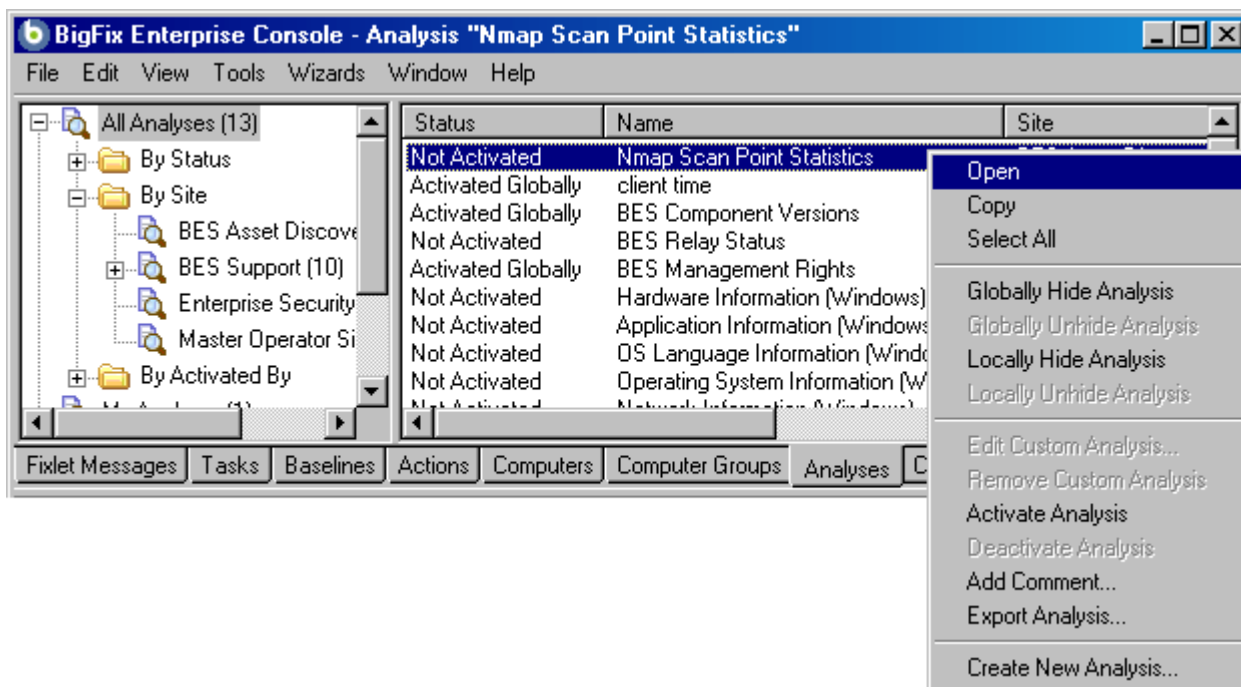 BigFix Enterprise Console - Analysis "Nmap Scan Point Statistics"
File Edit View Tools Wizards Window Help
All Analyses (13)
By Status
By Site
BES Asset Discove
BES Support (10)
Enterprise Security
Master Operator Si
By Activated By
Status Name Site
Not Activated Nmap Scan Point Statistics
Activated Globally client time
Activated Globally BES Component Versions
Not Activated BES Relay Status
Activated Globally BES Management Rights
Not Activated Hardware Information (Windows)
Not Activated Application Information (Windows
Not Activated OS Language Information (Windo
Not Activated Operating System Information (W
Not Activated Network Information (Windows)
Fixlet Messages Tasks Baselines Actions Computers Computer Groups Analyses C
Open
Copy
Select All
Globally Hide Analysis
Globally Unhide Analysis
Locally Hide Analysis
Locally Unhide Analysis
Edit Custom Analysis...
Remove Custom Analysis
Activate Analysis
Deactivate Analysis
Add Comment...
Export Analysis...
Create New Analysis...